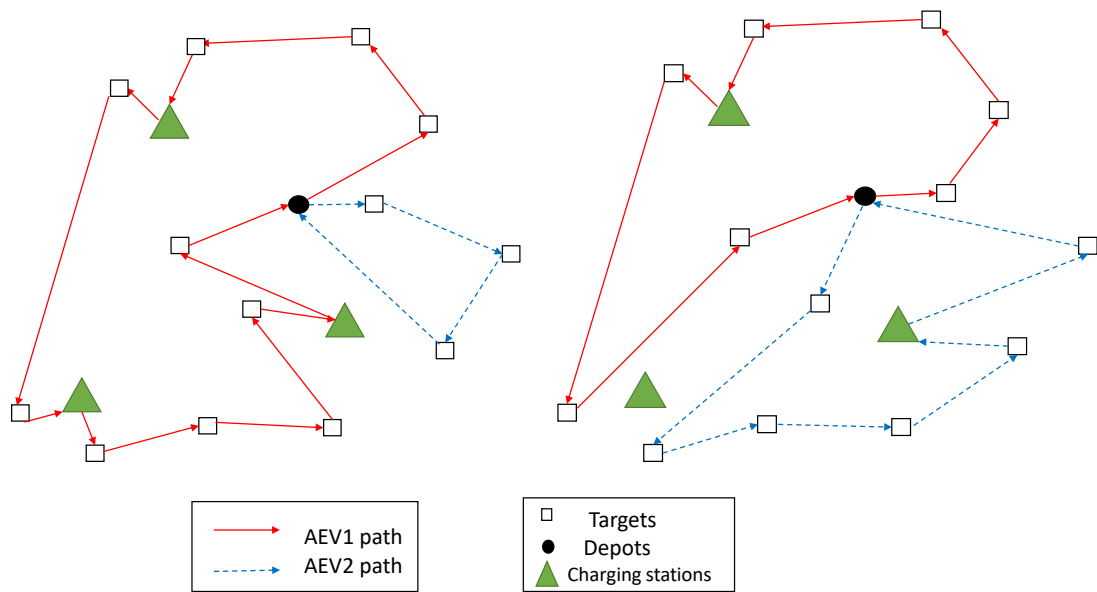 AEV1 path
AEV2 path
Targets
Depots
Charging stations